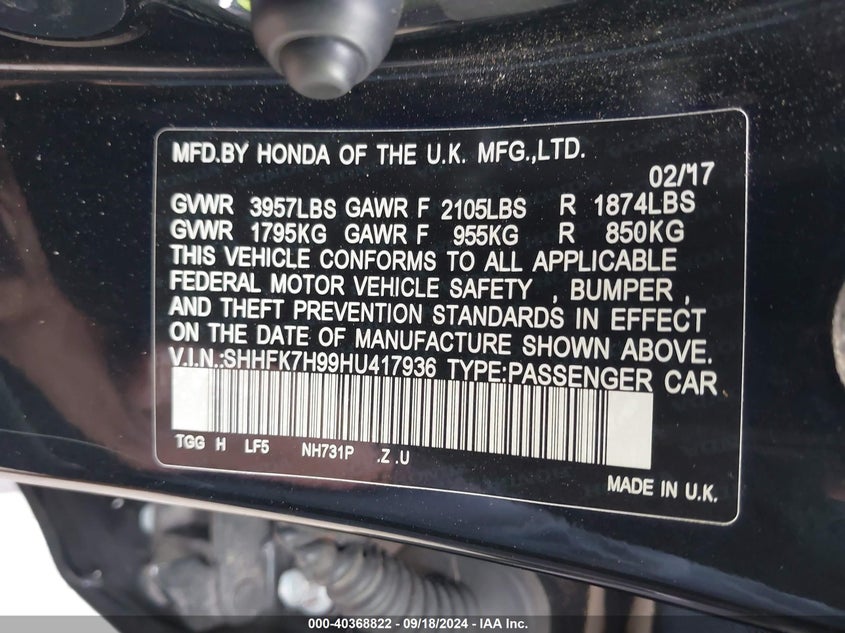 MFD.BY HONDA OF THE U.K. MFG.,LTD.
02/'17
GVWR 3957LBS GAWR F 2105LBS R 1874LBS
GVWR 1795KG GAWR F 955KG R 850KG
THIS VEHICLE CONFORMS TO ALL APPLICABLE
FEDERAL MOTOR VEHICLE SAFETY , BUMPER ,
AND THEFT PREVENTION STANDARDS IN EFFECT
ON THE DATE OF MANUFACTURE SHOWN ABOVE.
V.I.N.:SHHFK7H99HU417936 TYPE:PASSENGER CAR
TGG H LF5 NH731P .Z .U
MADE IN U.K.
000-40368822 - 09/18/2024 - IAA Inc.